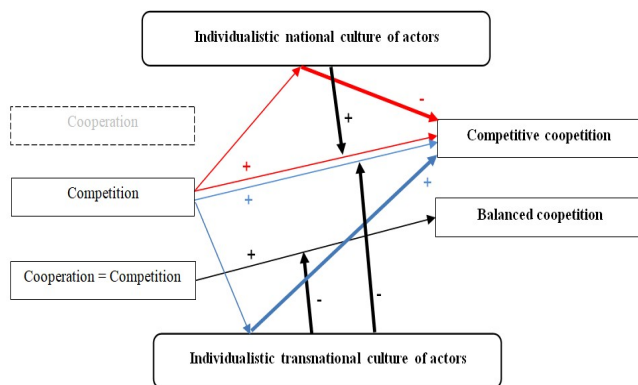 Individualistic national culture of actors
-
+
Cooperation
Competitive coopetition
+
Competition
+
+
Balanced coopetition
+
Cooperation = Competition
-
-
Individualistic transnational culture of actors